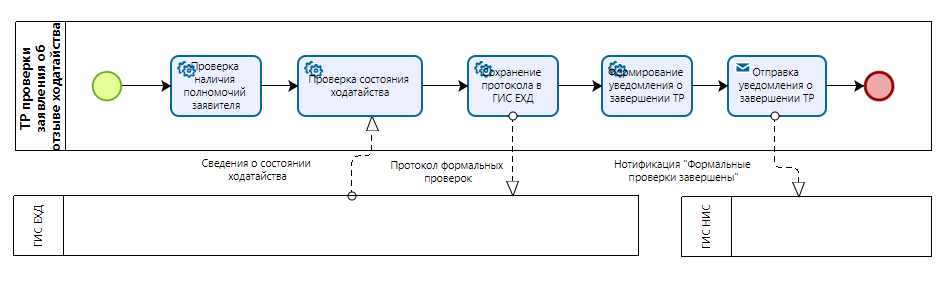 ТР проверки
заявления об
отзыве ходатайства
Проверка
наличия
полномочий
заявителя
Проверка состояния
ходатайства
Сохранение
протокола в
ГИС ЕХД
Формирование
уведомления о
завершении ТР
Отправка
уведомления о
завершении ТР
Сведения о состоянии
ходатайства
Протокол формальных
проверок
Нотификация "Формальные
проверки завершены"
ГИС ЕХД
ГИС НИС